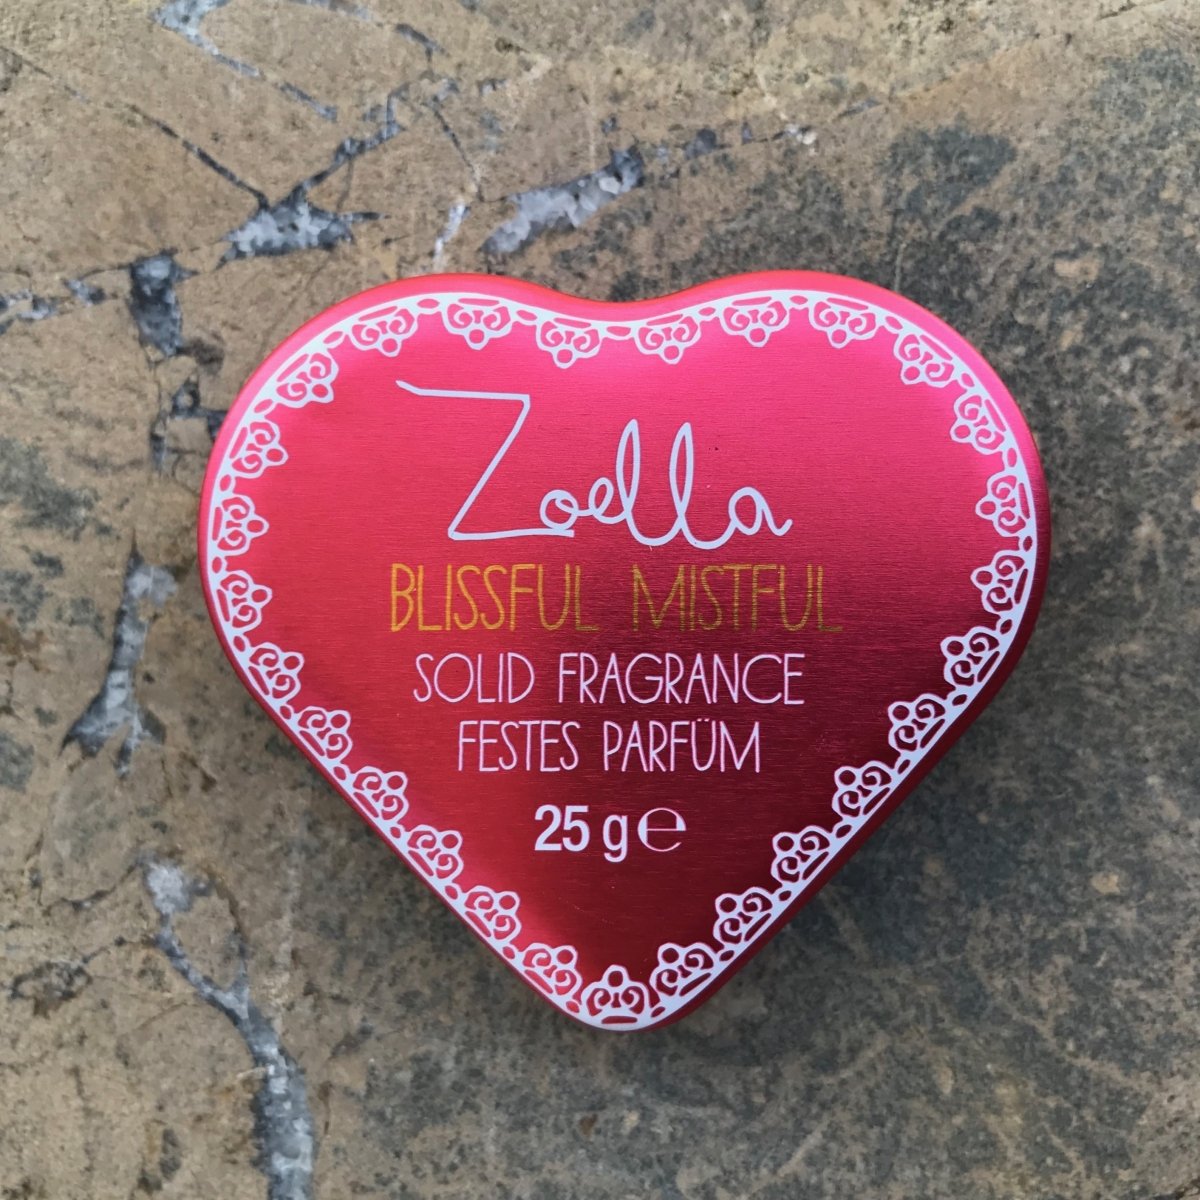 Zoella
BLISSFUL MISTFUL
SOLID FRAGRANCE
FESTES PARFÜM
25 g ℮